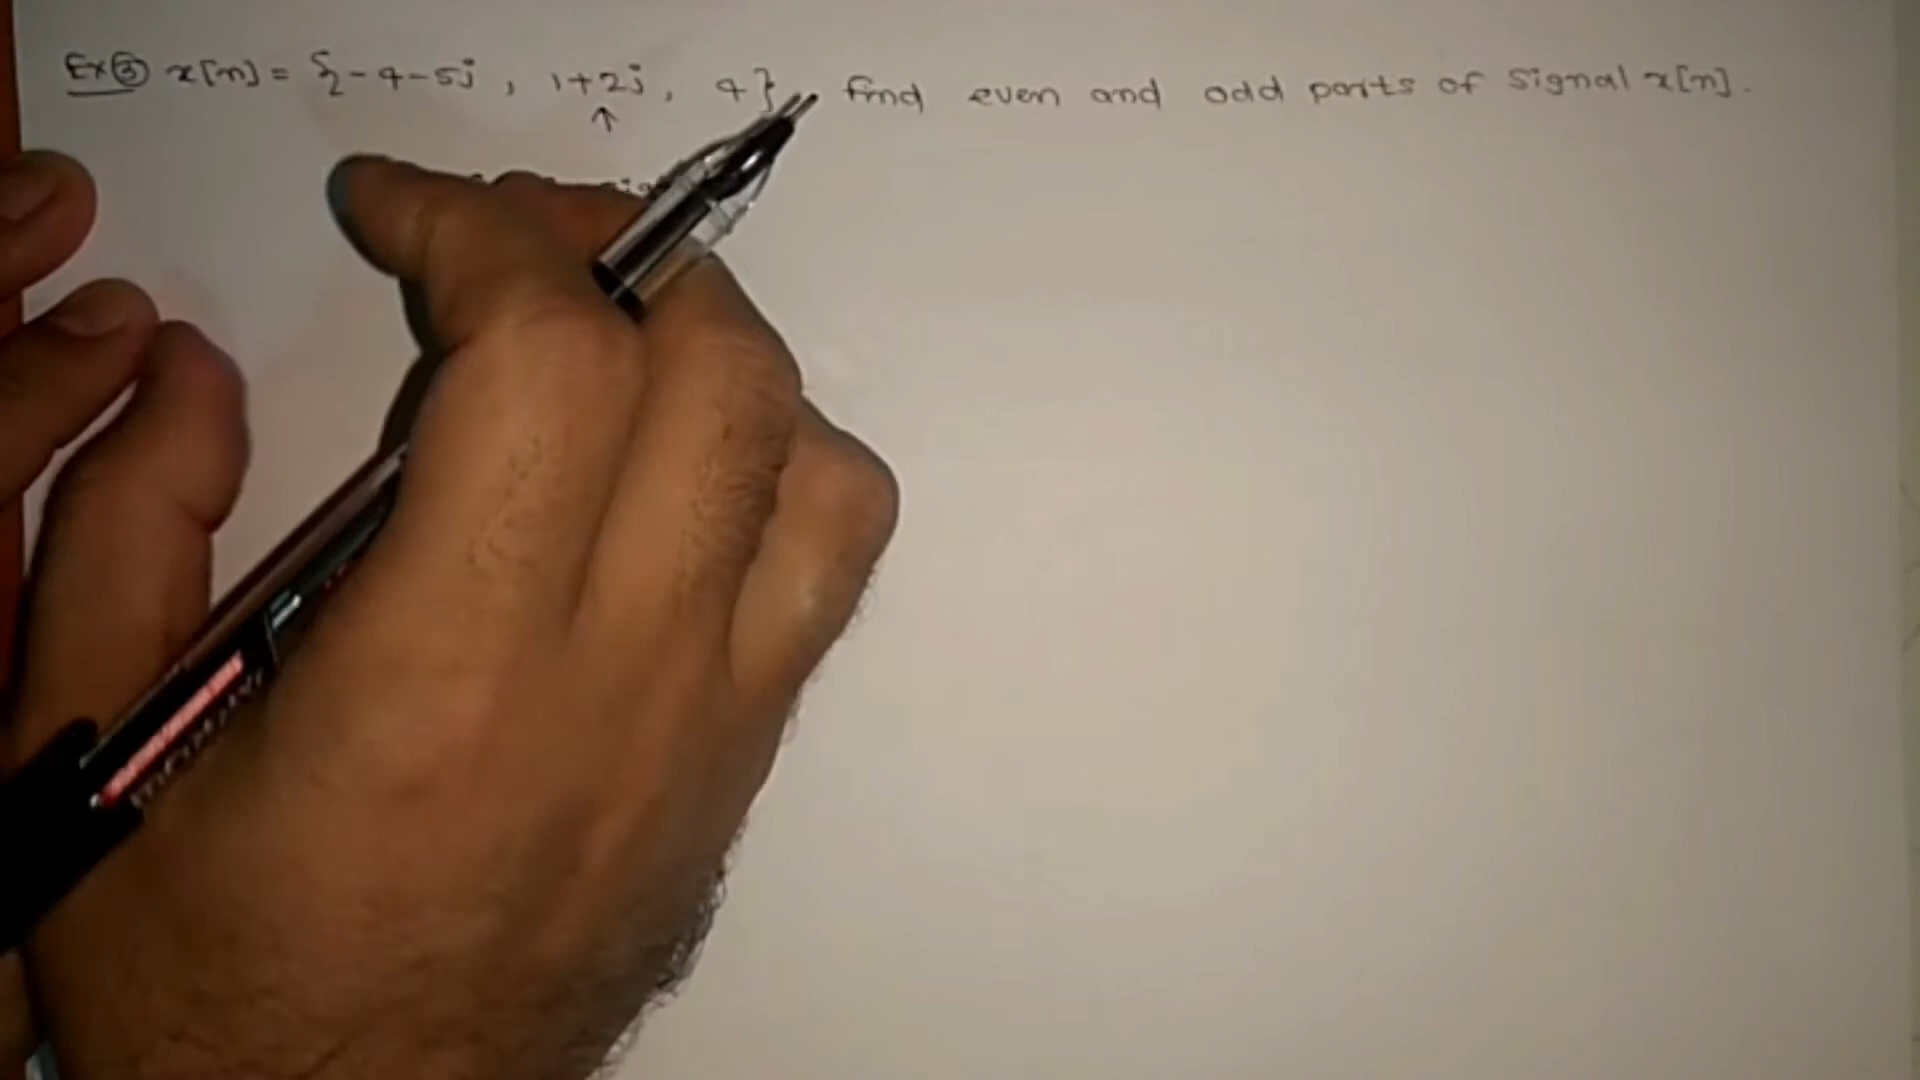 Ex③ x[n] = {-4-5j, 1+2j, 4} find even and odd parts of signal x[n].
↑